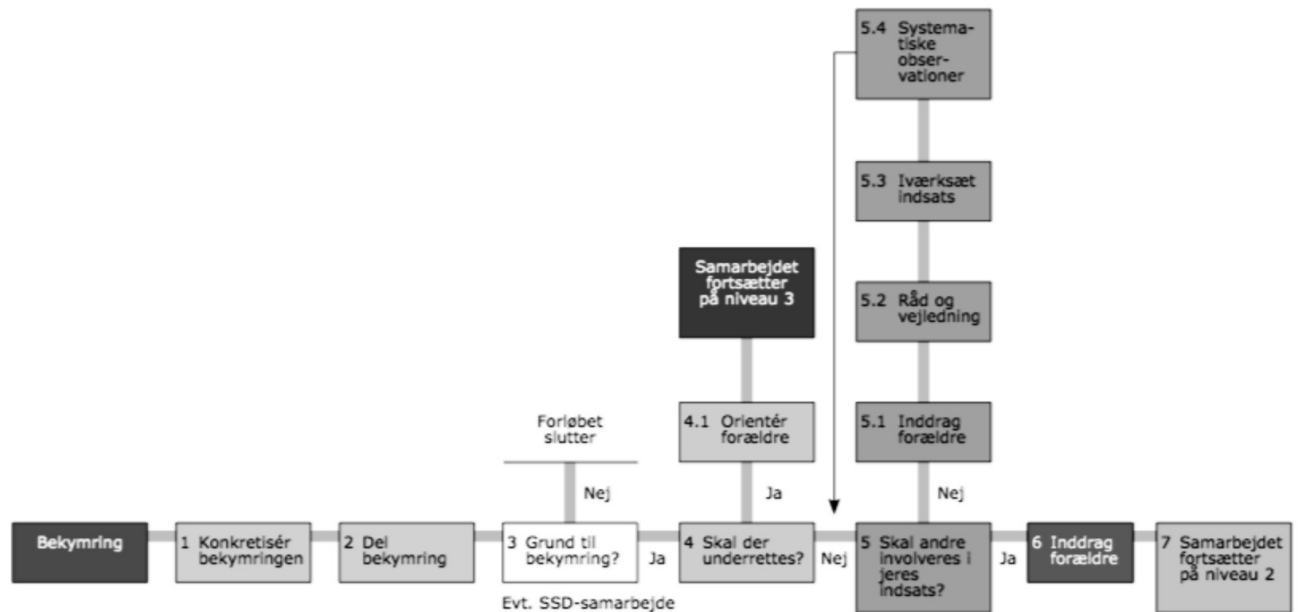 5.4 Systema-
tiske
obser-
vationer
5.3 Iværksæt
indsats
Samarbejdet
fortsætter
på niveau 3
5.2 Råd og
vejledning
Forløbet
slutter
4.1 Orientér
forældre
5.1 Inddrag
forældre
Nej
Ja
Nej
Bekymring
1 Konkretisér
bekymringen
2 Del
bekymring
3 Grund til
bekymring?
Ja
4 Skal der
underrettes?
Nej
5 Skal andre
involveres i
jeres
indsats?
Ja
6 Inddrag
forældre
7 Samarbejdet
fortsætter
på niveau 2
Evt. SSD-samarbejde